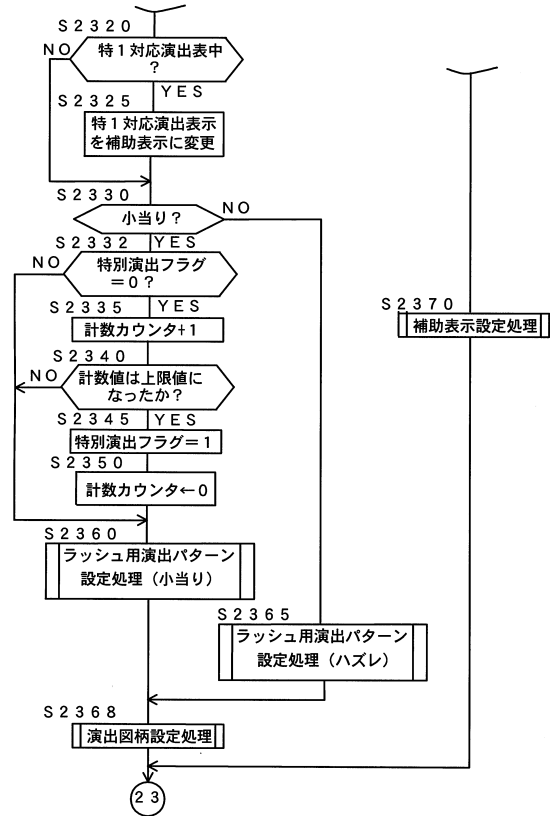 S2320
特1対応演出表中
?
NO
YES
S2325
特1対応演出表示
を補助表示に変更
S2330
小当り?
NO
YES
S2332
特別演出フラグ
=0?
NO
YES
S2335
計数カウンタ+1
S2340
計数値は上限値に
なったか?
NO
YES
S2345
特別演出フラグ=1
S2350
計数カウンタ←0
S2360
ラッシュ用演出パターン
設定処理(小当り)
S2365
ラッシュ用演出パターン
設定処理(ハズレ)
S2368
演出図柄設定処理
S2370
補助表示設定処理
23